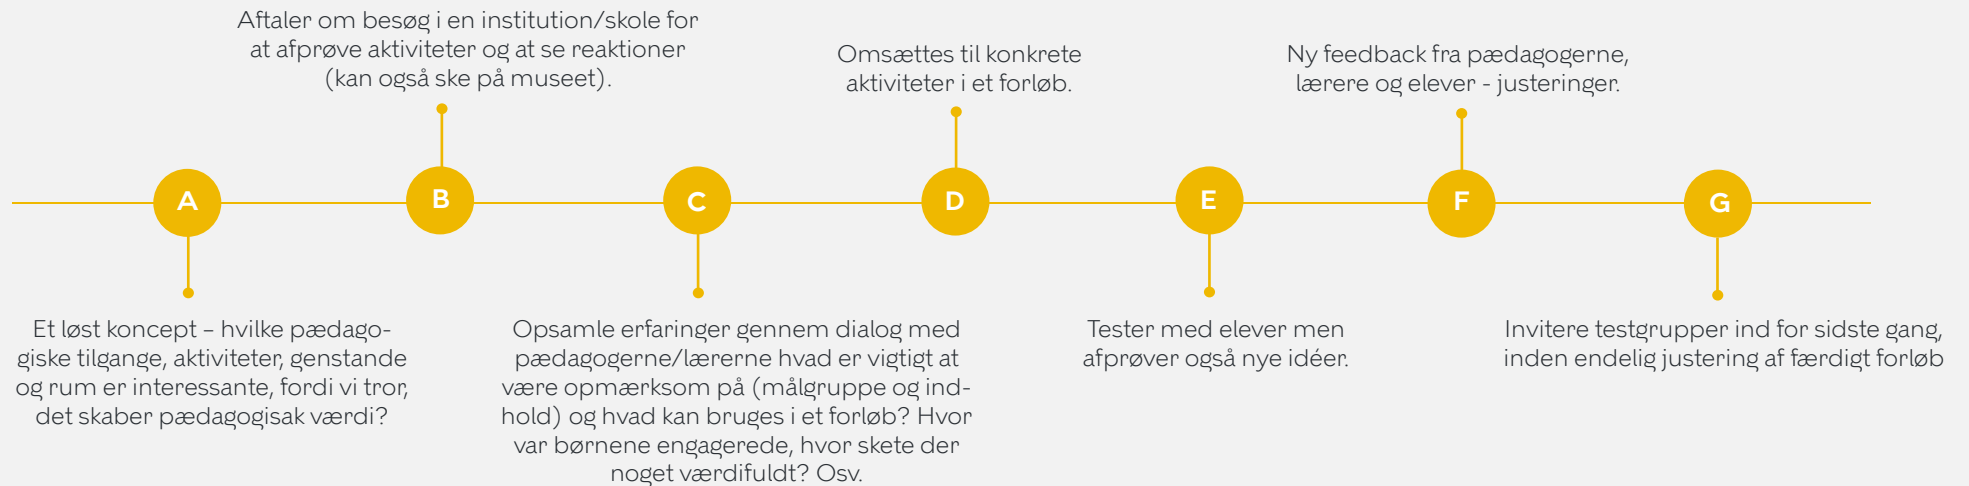 Aftaler om besøg i en institution/skole for
at afprøve aktiviteter og at se reaktioner
(kan også ske på museet).
Omsættes til konkrete
aktiviteter i et forløb.
Ny feedback fra pædagogerne,
lærere og elever - justeringer.
A
B
C
D
E
F
G
Et løst koncept – hvilke pædago-
giske tilgange, aktiviteter, genstande
og rum er interessante, fordi vi tror,
det skaber pædagogisak værdi?
Opsamle erfaringer gennem dialog med
pædagogerne/lærerne hvad er vigtigt at
være opmærksom på (målgruppe og ind-
hold) og hvad kan bruges i et forløb? Hvor
var børnene engagerede, hvor skete der
noget værdifuldt? Osv.
Tester med elever men
afprøver også nye idéer.
Invitere testgrupper ind for sidste gang,
inden endelig justering af færdigt forløb